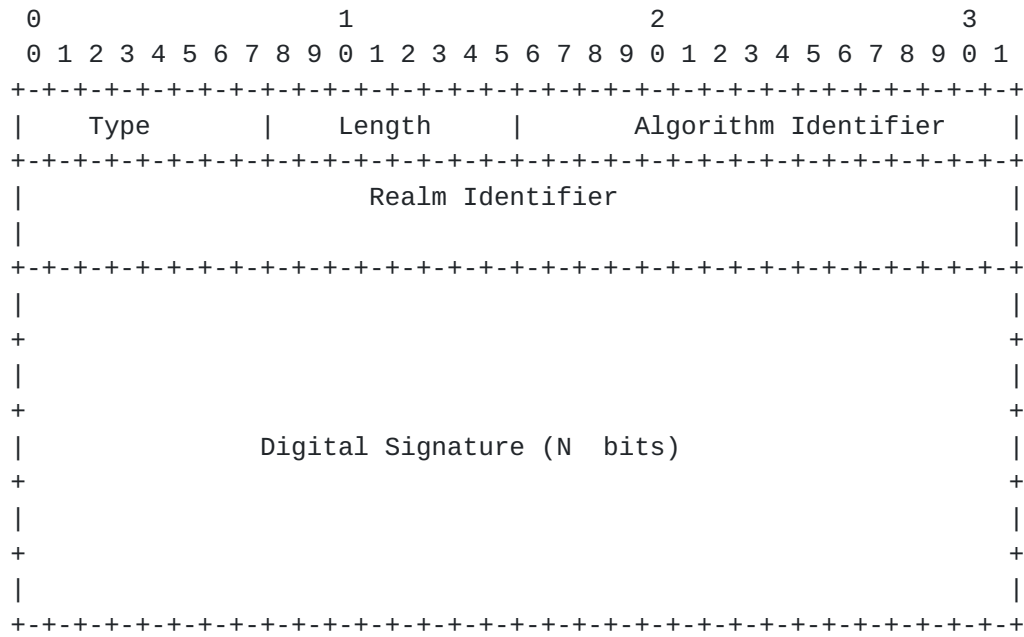 0                   1                   2                   3
 0 1 2 3 4 5 6 7 8 9 0 1 2 3 4 5 6 7 8 9 0 1 2 3 4 5 6 7 8 9 0 1
+-+-+-+-+-+-+-+-+-+-+-+-+-+-+-+-+-+-+-+-+-+-+-+-+-+-+-+-+-+-+-+-+
|    Type       |    Length     |       Algorithm Identifier    |
+-+-+-+-+-+-+-+-+-+-+-+-+-+-+-+-+-+-+-+-+-+-+-+-+-+-+-+-+-+-+-+-+
|                      Realm Identifier                         |
|                                                               |
+-+-+-+-+-+-+-+-+-+-+-+-+-+-+-+-+-+-+-+-+-+-+-+-+-+-+-+-+-+-+-+-+
|                                                               |
+                                                               +
|                                                               |
+                                                               +
|               Digital Signature (N  bits)                     |
+                                                               +
|                                                               |
+                                                               +
|                                                               |
+-+-+-+-+-+-+-+-+-+-+-+-+-+-+-+-+-+-+-+-+-+-+-+-+-+-+-+-+-+-+-+-+